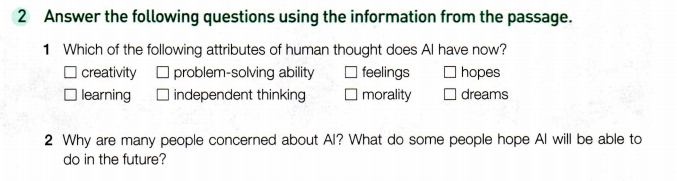 2 Answer the following questions using the information from the passage.
1 Which of the following attributes of human thought does AI have now?
☐ creativity ☐ problem-solving ability ☐ feelings ☐ hopes
☐ learning ☐ independent thinking ☐ morality ☐ dreams
2 Why are many people concerned about AI? What do some people hope AI will be able to
do in the future?